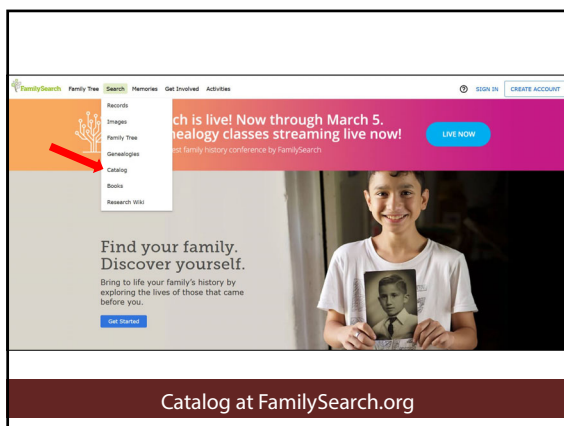 FamilySearch Family Tree Search Memories Get Involved Activities SIGN IN CREATE ACCOUNT
Records
Images
Family Tree
Genealogies
Catalog
Books
Research Wiki
ch is live! Now through March 5.
nealogy classes streaming live now!
est family history conference by FamilySearch
LIVE NOW
Find your family.
Discover yourself.
Bring to life your family's history by
exploring the lives of those that came
before you.
Get Started
Catalog at FamilySearch.org